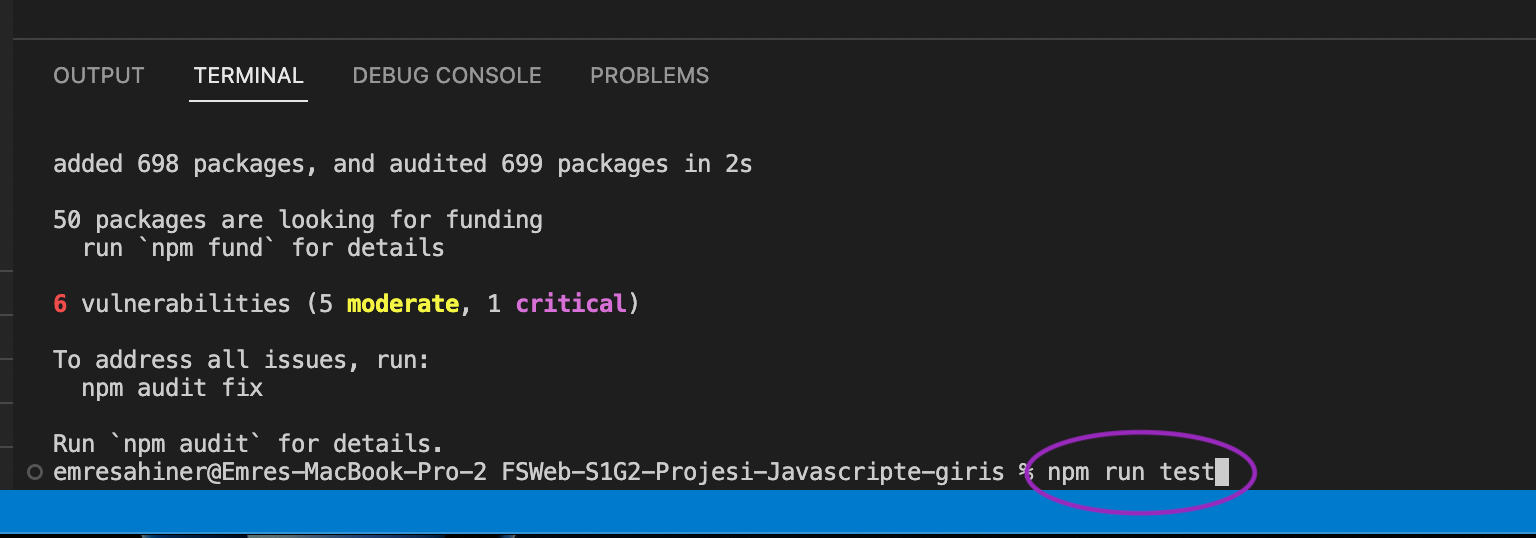 OUTPUT TERMINAL DEBUG CONSOLE PROBLEMS
added 698 packages, and audited 699 packages in 2s
50 packages are looking for funding
  run `npm fund` for details
6 vulnerabilities (5 moderate, 1 critical)
To address all issues, run:
  npm audit fix
Run `npm audit` for details.
emresahiner@Emres-MacBook-Pro-2 FSWeb-S1G2-Projesi-Javascripte-giris % npm run test